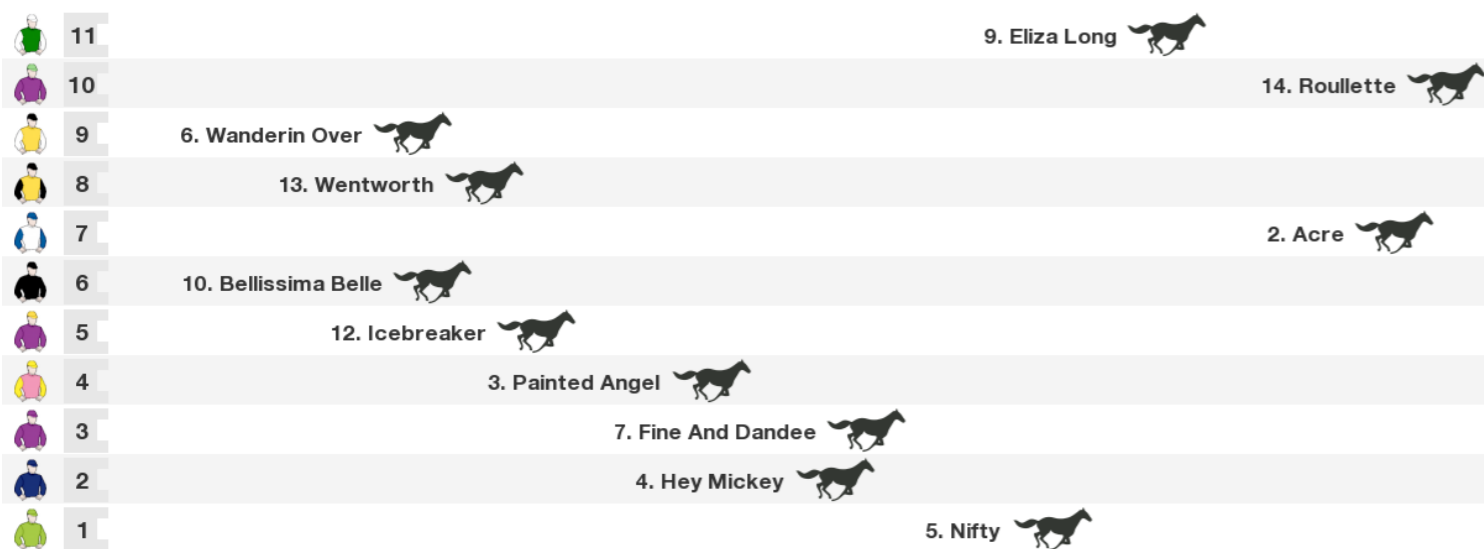 11 9. Eliza Long
10 14. Roullette
9 6. Wanderin Over
8 13. Wentworth
7 2. Acre
6 10. Bellissima Belle
5 12. Icebreaker
4 3. Painted Angel
3 7. Fine And Dandee
2 4. Hey Mickey
1 5. Nifty